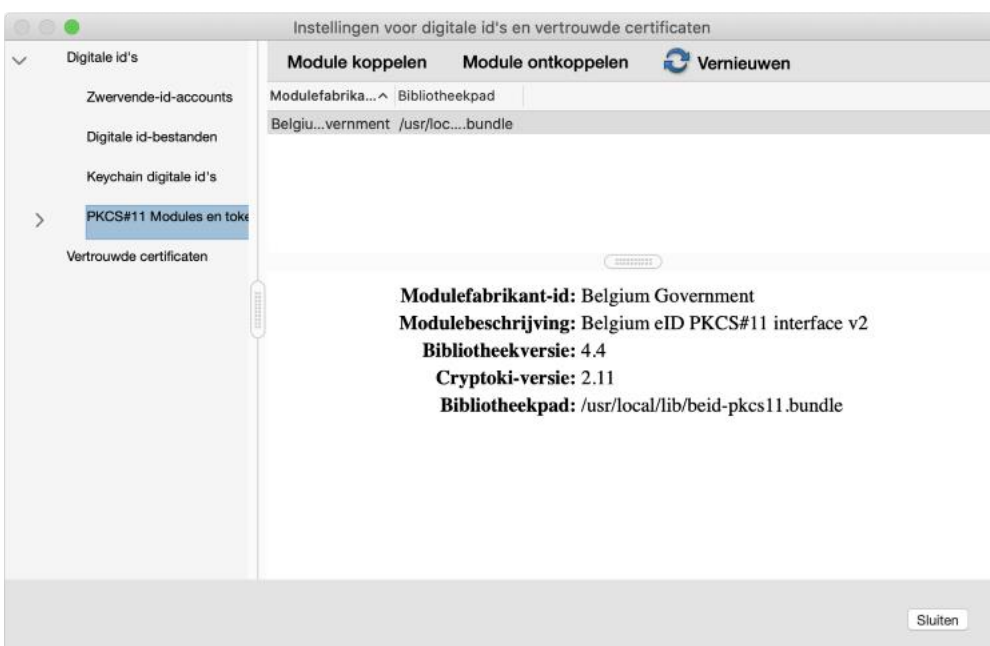 Instellingen voor digitale id's en vertrouwde certificaten
Digitale id's
Zwervende-id-accounts
Digitale id-bestanden
Keychain digitale id's
PKCS#11 Modules en toke
Vertrouwde certificaten
Module koppelen Module ontkoppelen Vernieuwen
Modulefabrika... Bibliotheekpad
Belgiu...vernment /usr/loc....bundle
Modulefabrikant-id: Belgium Government
Modulebeschrijving: Belgium eID PKCS#11 interface v2
Bibliotheekversie: 4.4
Cryptoki-versie: 2.11
Bibliotheekpad: /usr/local/lib/beid-pkcs11.bundle
Sluiten